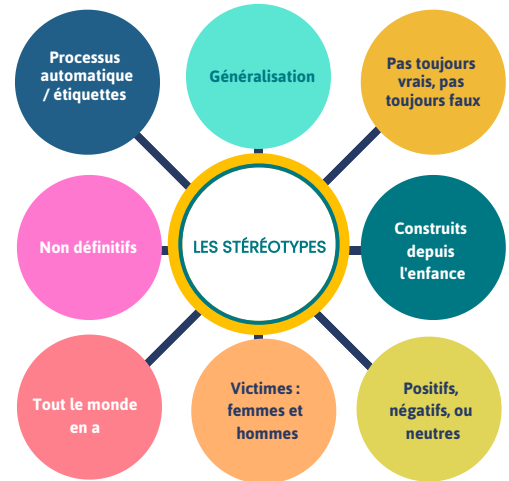 Processus
automatique
/ étiquettes
Généralisation
Pas toujours
vrais, pas
toujours faux
Non définitifs
LES STÉRÉOTYPES
Construits
depuis
l'enfance
Tout le monde
en a
Victimes :
femmes et
hommes
Positifs,
négatifs, ou
neutres